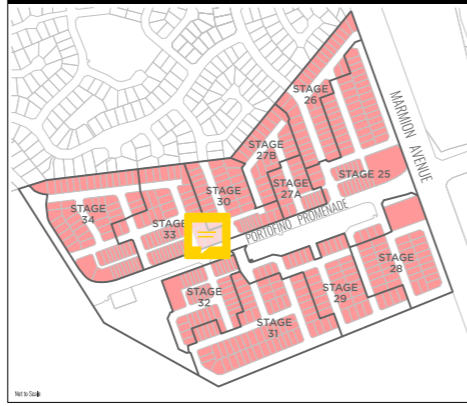 STAGE
26
MARMION AVENUE
STAGE
27B
STAGE 25
STAGE
27A
STAGE
30
STAGE
34
STAGE
33
PORTOFINO PROMENADE
STAGE
28
STAGE
29
STAGE
32
STAGE
31
Not to Scale